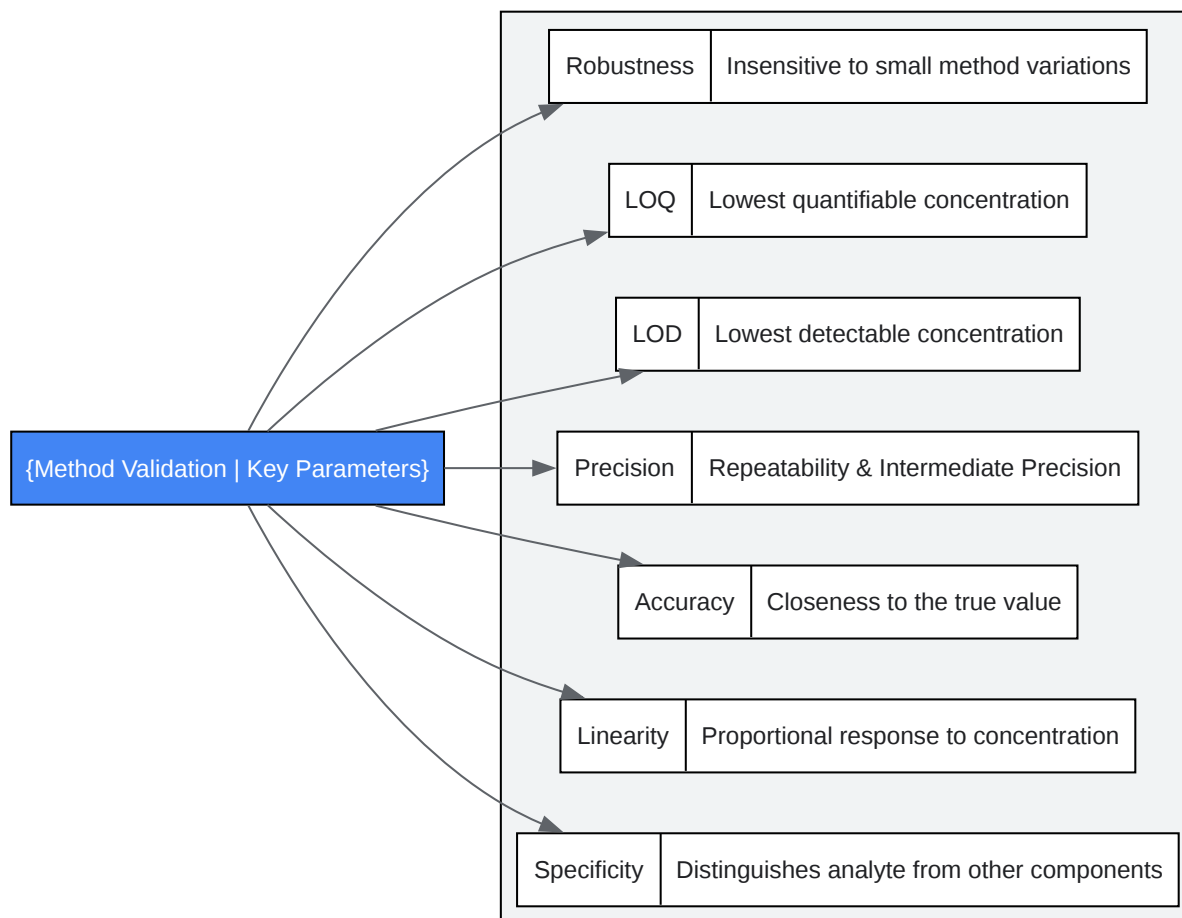 Robustness
Insensitive to small method variations
LOQ
Lowest quantifiable concentration
LOD
Lowest detectable concentration
{Method Validation | Key Parameters}
Precision
Repeatability & Intermediate Precision
Accuracy
Closeness to the true value
Linearity
Proportional response to concentration
Specificity
Distinguishes analyte from other components